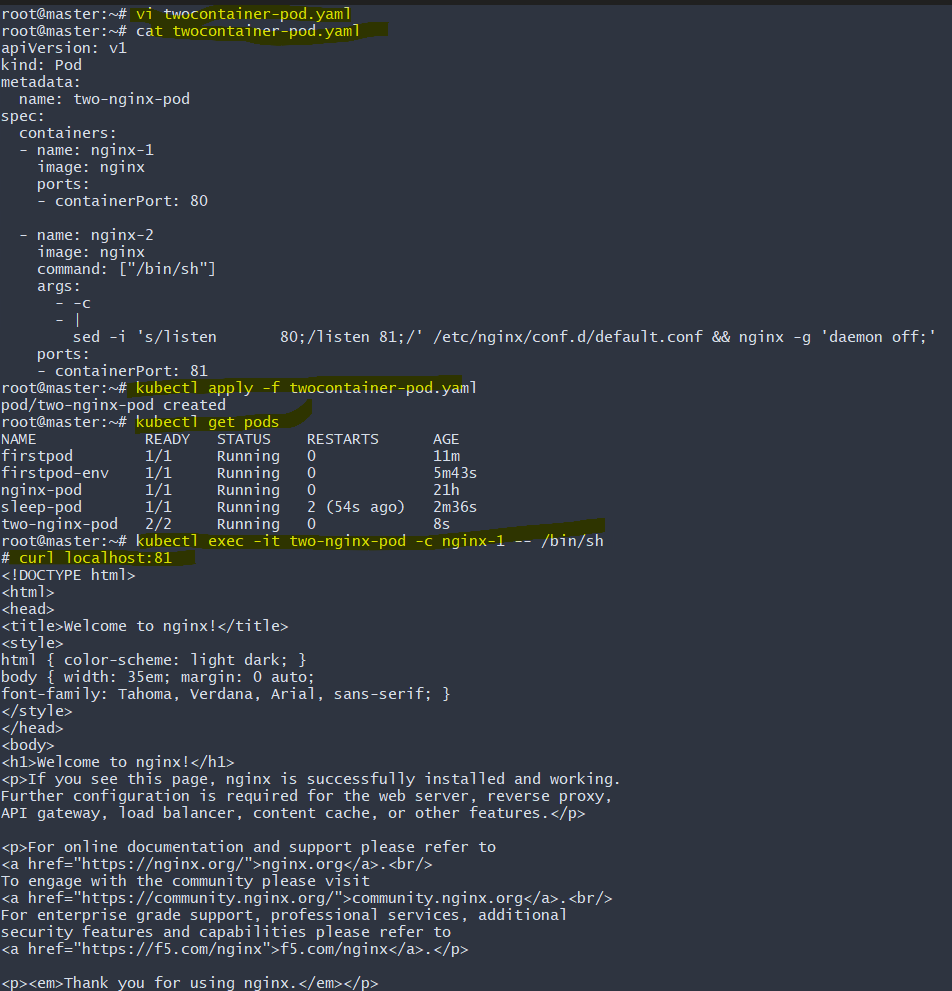 root@master:~# vi twocontainer-pod.yaml
root@master:~# cat twocontainer-pod.yaml
apiVersion: v1
kind: Pod
metadata:
  name: two-nginx-pod
spec:
  containers:
  - name: nginx-1
    image: nginx
    ports:
    - containerPort: 80

  - name: nginx-2
    image: nginx
    command: ["/bin/sh"]
    args:
      - -c
      - |
        sed -i 's/listen       80;/listen 81;/' /etc/nginx/conf.d/default.conf && nginx -g 'daemon off;'
    ports:
    - containerPort: 81
root@master:~# kubectl apply -f twocontainer-pod.yaml
pod/two-nginx-pod created
root@master:~# kubectl get pods
NAME            READY   STATUS    RESTARTS      AGE
firstpod        1/1     Running   0             11m
firstpod-env    1/1     Running   0             5m43s
nginx-pod       1/1     Running   0             21h
sleep-pod       1/1     Running   2 (54s ago)   2m36s
two-nginx-pod   2/2     Running   0             8s
root@master:~# kubectl exec -it two-nginx-pod -c nginx-1 -- /bin/sh
# curl localhost:81
<!DOCTYPE html>
<html>
<head>
<title>Welcome to nginx!</title>
<style>
html { color-scheme: light dark; }
body { width: 35em; margin: 0 auto;
font-family: Tahoma, Verdana, Arial, sans-serif; }
</style>
</head>
<body>
<h1>Welcome to nginx!</h1>
<p>If you see this page, nginx is successfully installed and working.
Further configuration is required for the web server, reverse proxy,
API gateway, load balancer, content cache, or other features.</p>

<p>For online documentation and support please refer to
<a href="https://nginx.org/">nginx.org</a>.<br/>
To engage with the community please visit
<a href="https://community.nginx.org/">community.nginx.org</a>.<br/>
For enterprise grade support, professional services, additional
security features and capabilities please refer to
<a href="https://f5.com/nginx">f5.com/nginx</a>.</p>

<p><em>Thank you for using nginx.</em></p>